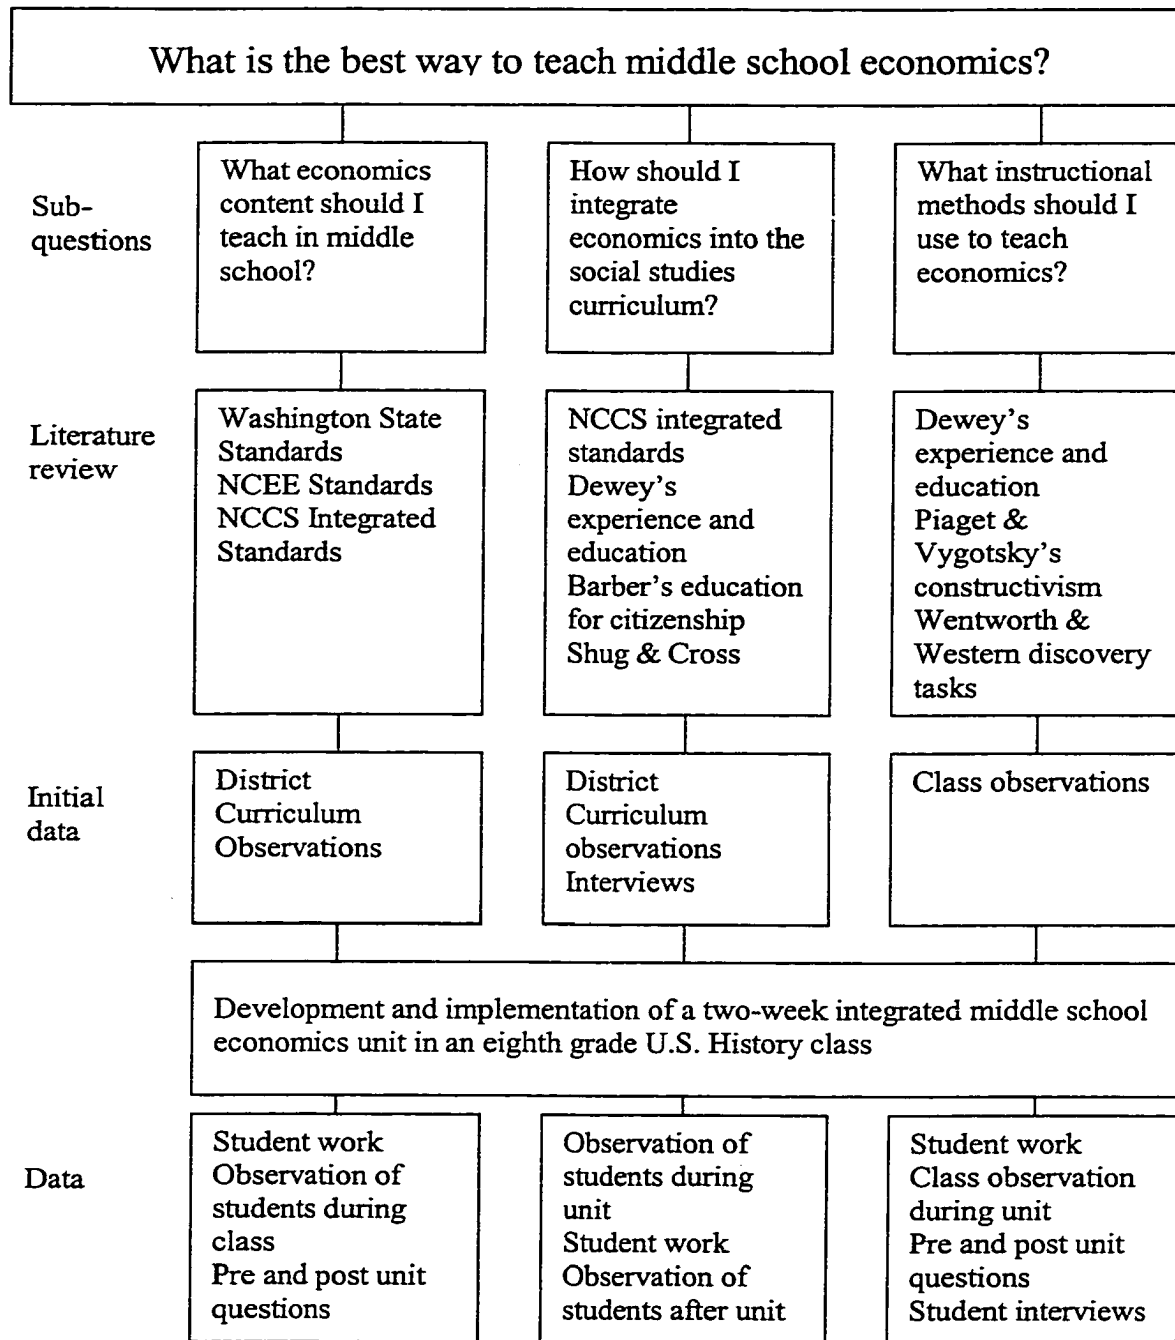 What is the best way to teach middle school economics?
Sub-
questions
What economics
content should I
teach in middle
school?
How should I
integrate
economics into the
social studies
curriculum?
What instructional
methods should I
use to teach
economics?
Literature
review
Washington State
Standards
NCEE Standards
NCCS Integrated
Standards
NCCS integrated
standards
Dewey's
experience and
education
Barber's education
for citizenship
Shug & Cross
Dewey's
experience and
education
Piaget &
Vygotsky's
constructivism
Wentworth &
Western discovery
tasks
Initial
data
District
Curriculum
Observations
District
Curriculum
observations
Interviews
Class observations
Development and implementation of a two-week integrated middle school
economics unit in an eighth grade U.S. History class
Data
Student work
Observation of
students during
class
Pre and post unit
questions
Observation of
students during
unit
Student work
Observation of
students after unit
Student work
Class observation
during unit
Pre and post unit
questions
Student interviews